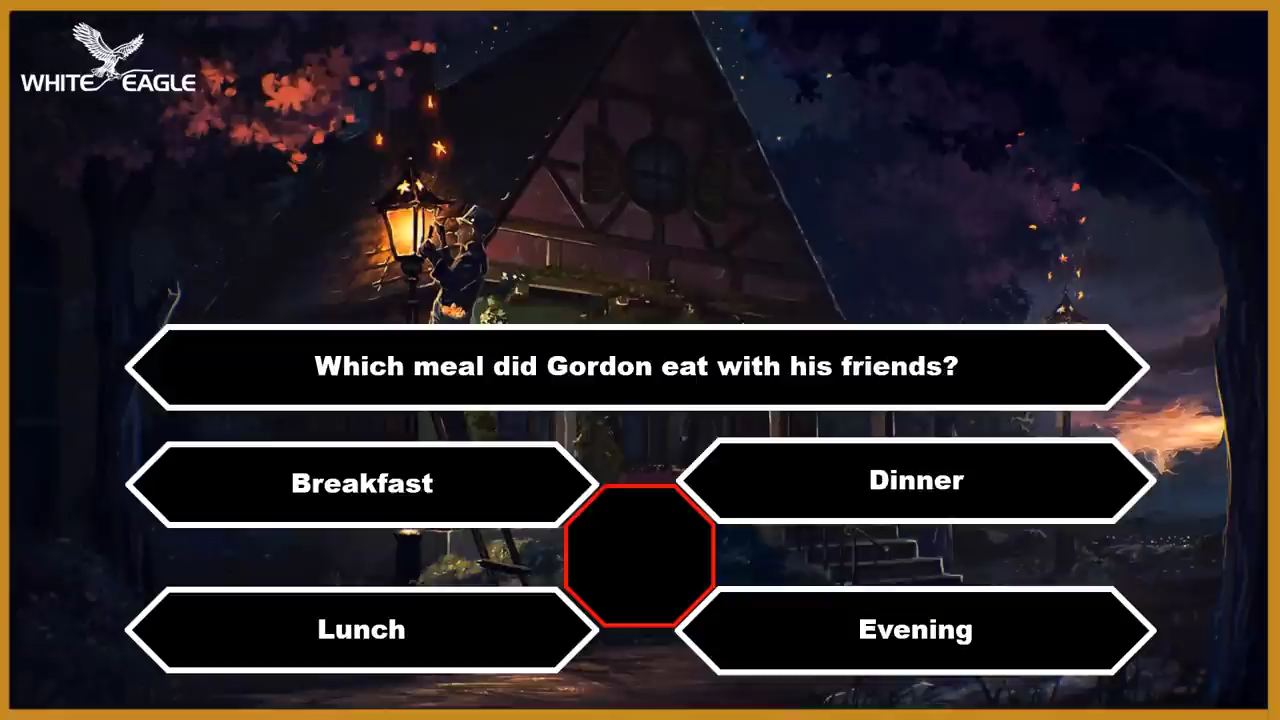 WHITE EAGLE
Which meal did Gordon eat with his friends?
Breakfast
Dinner
Lunch
Evening